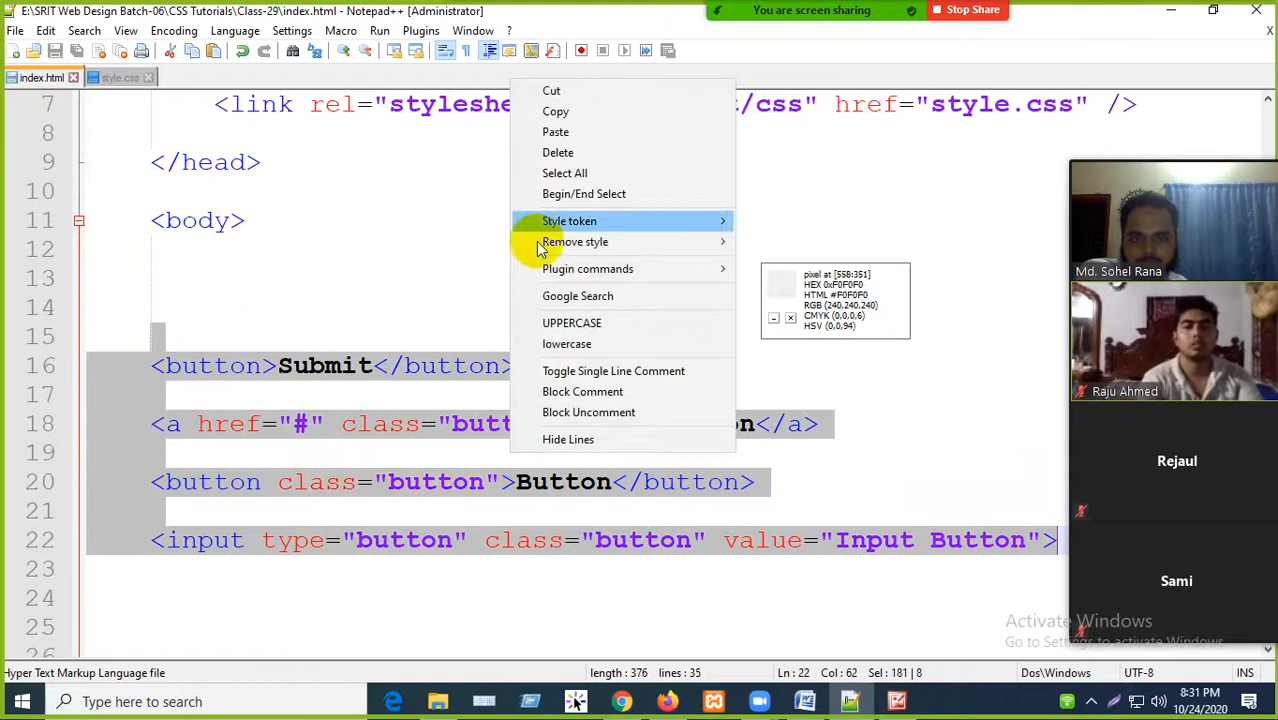 E:\SRIT Web Design Batch-06\CSS Tutorials\Class-29\index.html - Notepad++ [Administrator]
You are screen sharing
Stop Share
File Edit Search View Encoding Language Settings Macro Run Plugins Window ?
X
index.html
style.css
7 <link rel="styleshe
t/css" href="style.css" />
8
9 </head>
10
11 <body>
12
13
14
15
16 <button>Submit</button>
17
18 <a href="#" class="butt
n</a>
19
20 <button class="button">Button</button>
21
22 <input type="button" class="button" value="Input Button">
23
24
25
26
Cut
Copy
Paste
Delete
Select All
Begin/End Select
Style token
Remove style
Plugin commands
Google Search
UPPERCASE
lowercase
Toggle Single Line Comment
Block Comment
Block Uncomment
Hide Lines
pixel at [558:351]
HEX 0xF0F0F0
HTML #F0F0F0
RGB (240,240,240)
CMYK (0,0,0,6)
HSV (0,0,94)
Md. Sohel Rana
Raju Ahmed
Rejaul
Sami
Activate Windows
Go to Settings to activate Windows.
Hyper Text Markup Language file
length : 376 lines : 35
Ln : 22 Col : 62 Sel : 181 | 8
Dos\Windows
UTF-8
INS
Type here to search
8:31 PM
10/24/2020